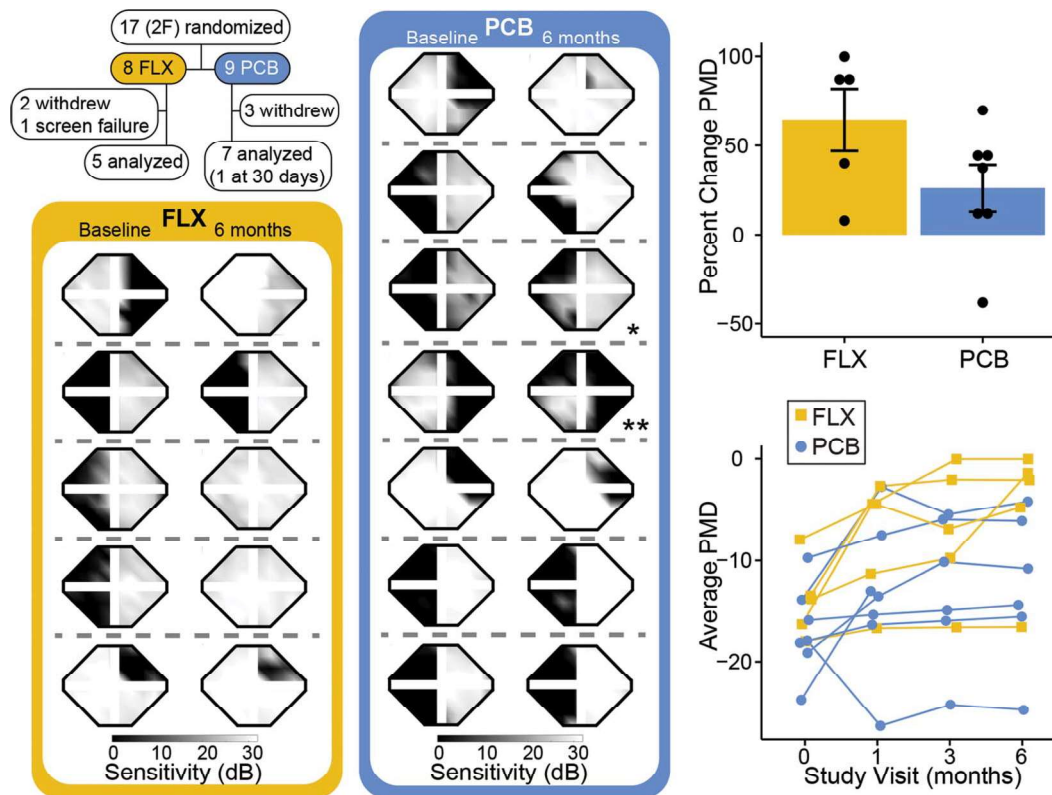 17 (2F) randomized
8 FLX
9 PCB
2 withdrew
1 screen failure
3 withdrew
5 analyzed
7 analyzed
(1 at 30 days)
FLX
Baseline
6 months
0 10 20 30
Sensitivity (dB)
PCB
Baseline
6 months
*
**
0 10 20 30
Sensitivity (dB)
Percent Change PMD
100
50
0
−50
FLX
PCB
FLX
PCB
Average PMD
0
−10
−20
0 1 3 6
Study Visit (months)